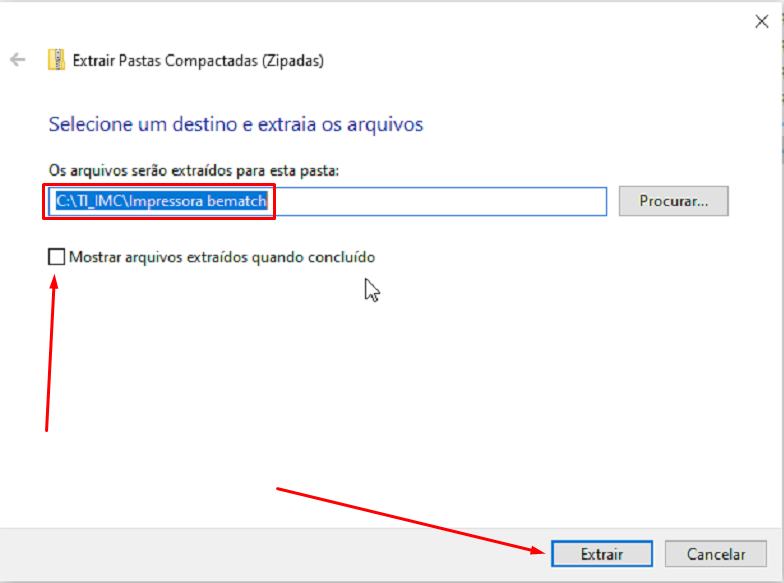 Extrair Pastas Compactadas (Zipadas)
Selecione um destino e extraia os arquivos
Os arquivos serão extraídos para esta pasta:
C:\TI_IMC\Impressora bematch
Procurar...
Mostrar arquivos extraídos quando concluído
Extrair
Cancelar